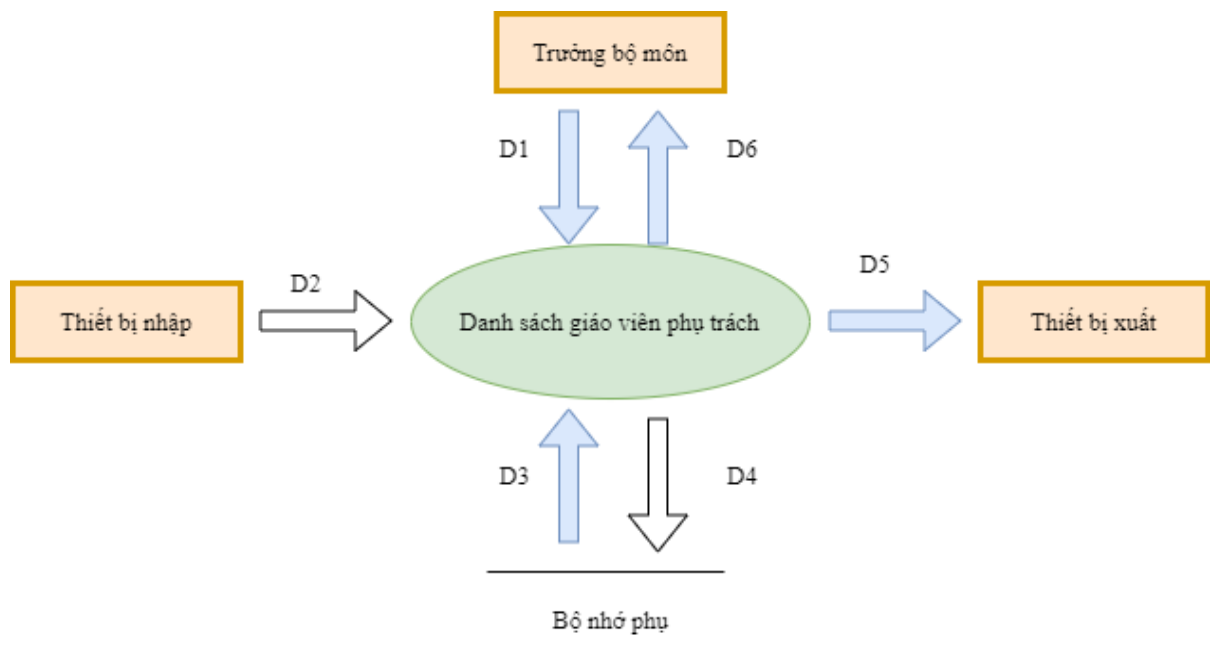 Trưởng bộ môn
D1
D6
D2
D5
Thiết bị nhập
Danh sách giáo viên phụ trách
Thiết bị xuất
D3
D4
Bộ nhớ phụ